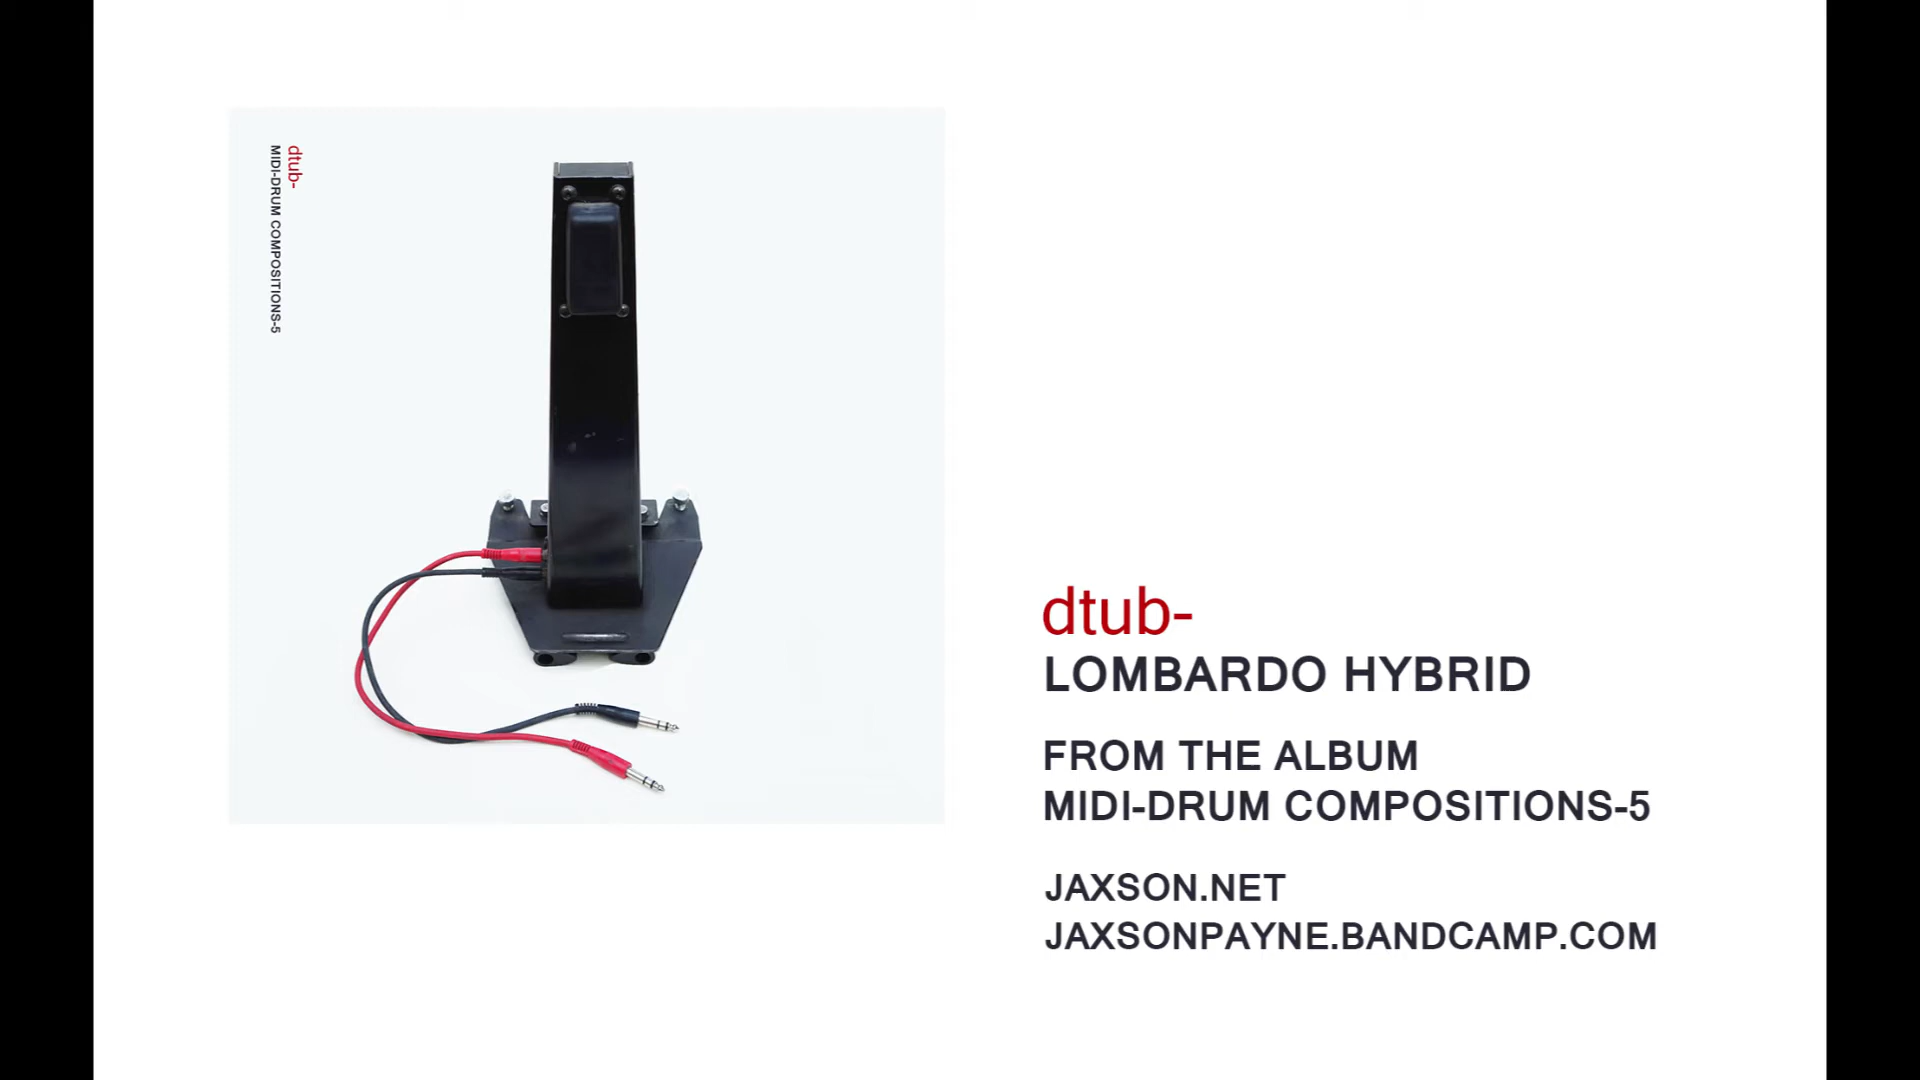 dtub-
MIDI-DRUM COMPOSITIONS-5
dtub-
LOMBARDO HYBRID
FROM THE ALBUM
MIDI-DRUM COMPOSITIONS-5
JAXSON.NET
JAXSONPAYNE.BANDCAMP.COM